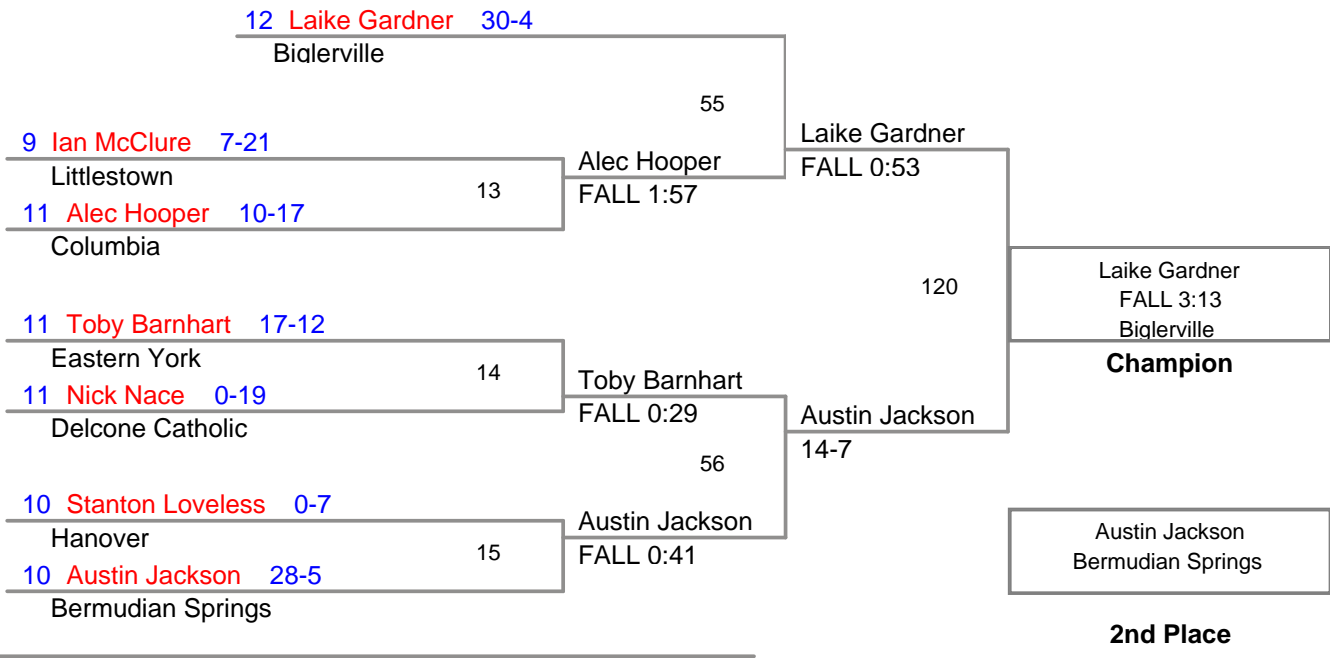 12 Laike Gardner 30-4
Biglerville
55
9 Ian McClure 7-21
Laike Gardner
Littlestown
Alec Hooper
FALL 0:53
13
FALL 1:57
11 Alec Hooper 10-17
Columbia
Laike Gardner
120
FALL 3:13
11 Toby Barnhart 17-12
Biglerville
Eastern York
Champion
14
Toby Barnhart
11 Nick Nace 0-19
FALL 0:29
Austin Jackson
Delcone Catholic
14-7
56
10 Stanton Loveless 0-7
Austin Jackson
Austin Jackson
Hanover
Bermudian Springs
15
FALL 0:41
10 Austin Jackson 28-5
Bermudian Springs
2nd Place